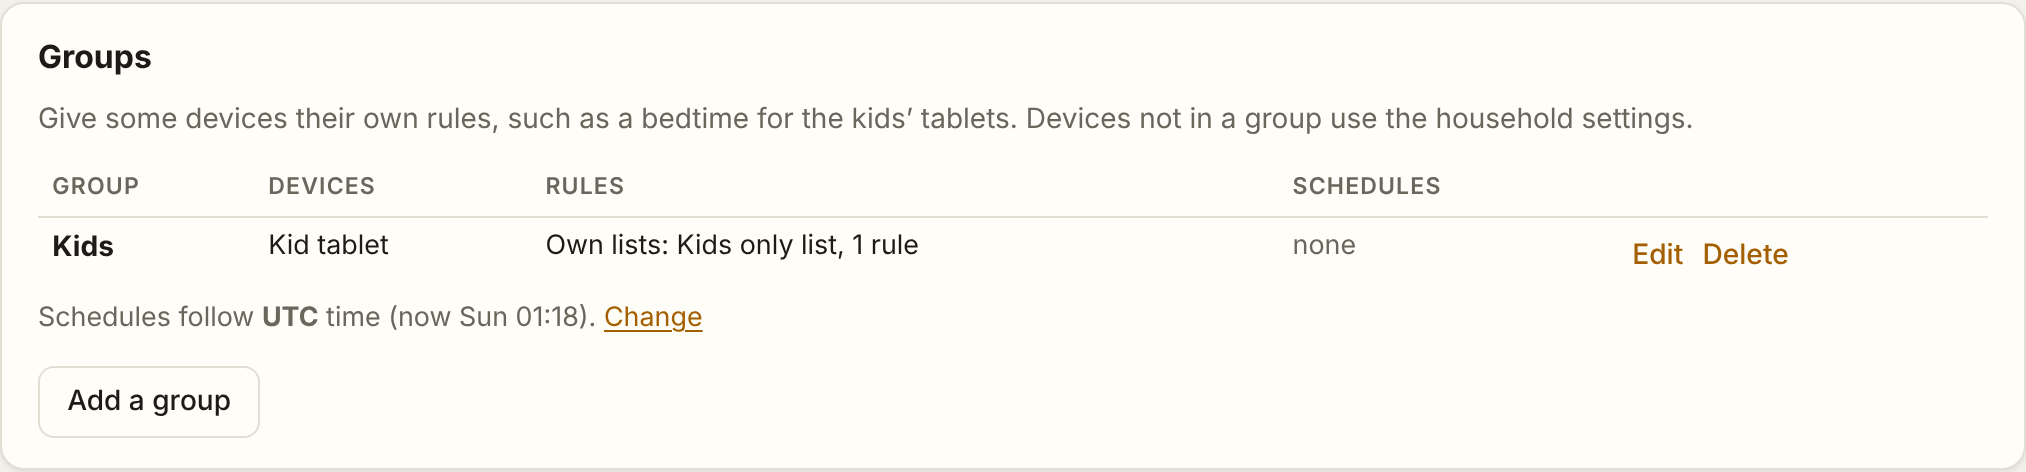 Groups
Give some devices their own rules, such as a bedtime for the kids’ tablets. Devices not in a group use the household settings.
GROUP DEVICES RULES SCHEDULES
Kids Kid tablet Own lists: Kids only list, 1 rule none Edit Delete
Schedules follow UTC time (now Sun 01:18). Change
Add a group